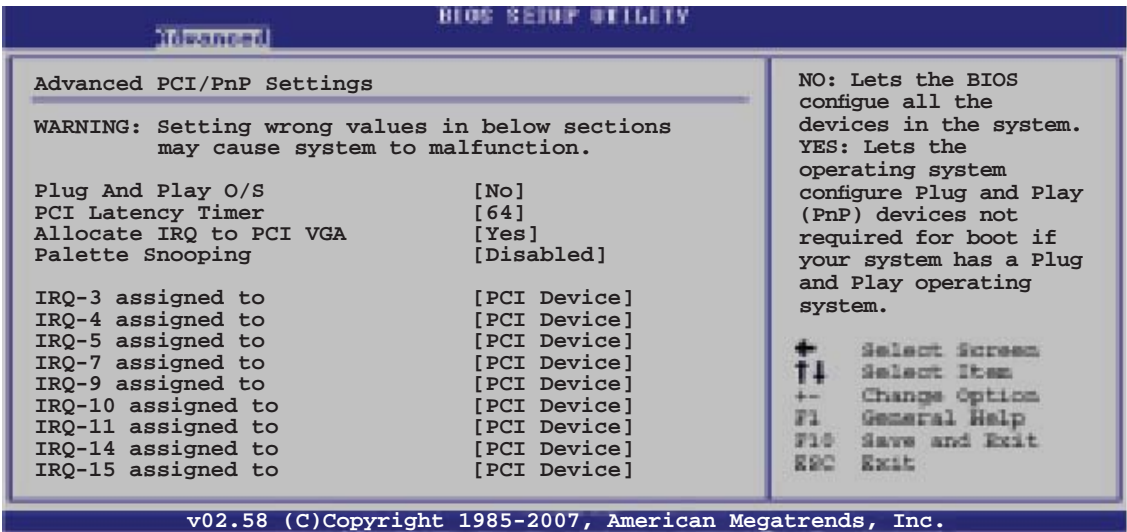 BIOS SETUP UTILITY
Advanced
Advanced PCI/PnP Settings
WARNING: Setting wrong values in below sections
may cause system to malfunction.
Plug And Play O/S [No]
PCI Latency Timer [64]
Allocate IRQ to PCI VGA [Yes]
Palette Snooping [Disabled]
IRQ-3 assigned to [PCI Device]
IRQ-4 assigned to [PCI Device]
IRQ-5 assigned to [PCI Device]
IRQ-7 assigned to [PCI Device]
IRQ-9 assigned to [PCI Device]
IRQ-10 assigned to [PCI Device]
IRQ-11 assigned to [PCI Device]
IRQ-14 assigned to [PCI Device]
IRQ-15 assigned to [PCI Device]
NO: Lets the BIOS
configue all the
devices in the system.
YES: Lets the
operating system
configure Plug and Play
(PnP) devices not
required for boot if
your system has a Plug
and Play operating
system.
← Select Screen
↑↓ Select Item
+- Change Option
F1 General Help
F10 Save and Exit
ESC Exit
v02.58 (C)Copyright 1985-2007, American Megatrends, Inc.